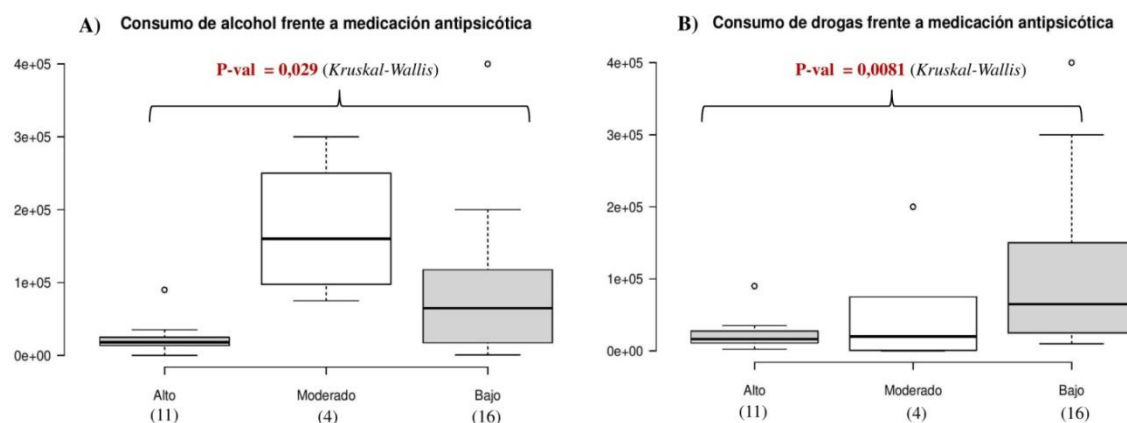 A) Consumo de alcohol frente a medicación antipsicótica
P-val = 0,029 (Kruskal-Wallis)
4e+05
3e+05
2e+05
1e+05
0e+00
Alto
Moderado
Bajo
(11)
(4)
(16)
B) Consumo de drogas frente a medicación antipsicótica
P-val = 0,0081 (Kruskal-Wallis)
4e+05
3e+05
2e+05
1e+05
0e+00
Alto
Moderado
Bajo
(11)
(4)
(16)